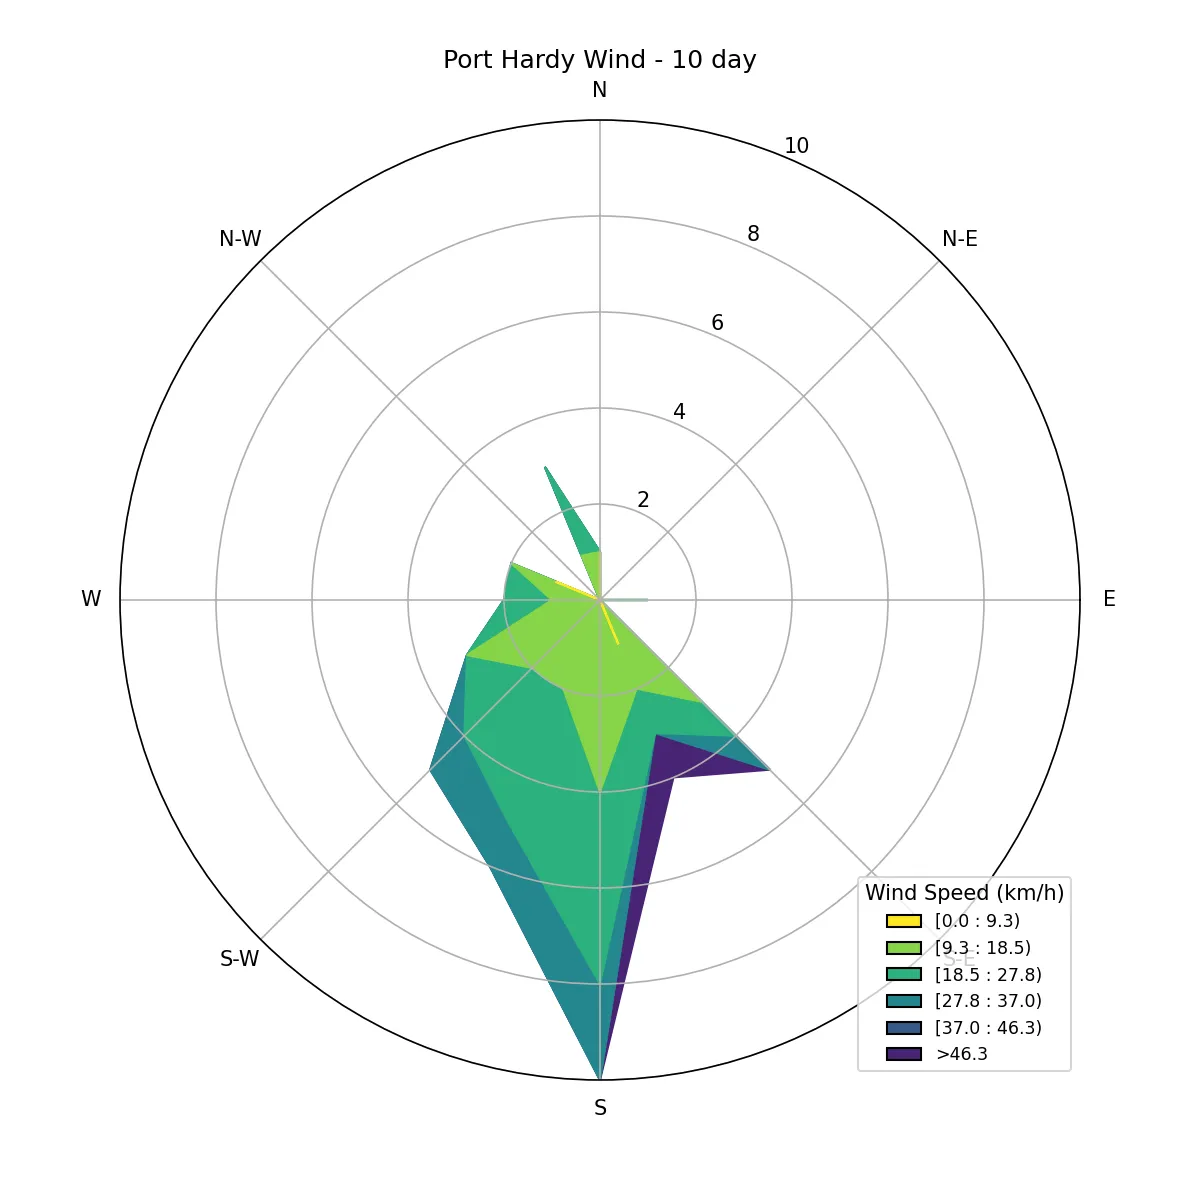 Port Hardy Wind - 10 day
N
10
N-W
N-E
8
6
4
2
W
E
Wind Speed (km/h)
[0.0 : 9.3)
[9.3 : 18.5)
S-W
S-E
[18.5 : 27.8)
[27.8 : 37.0)
[37.0 : 46.3)
>46.3
S